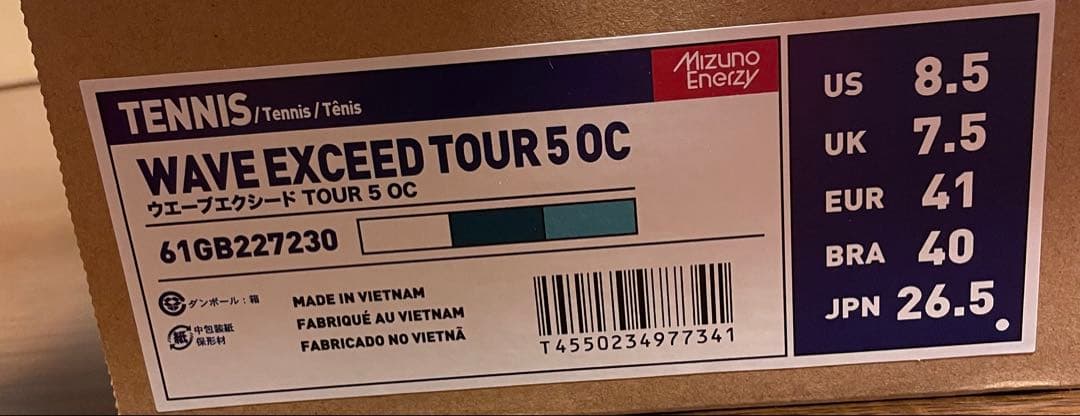 TENNIS/Tennis/Tênis
Mizuno
Enerzy
WAVE EXCEED TOUR 5 OC
ウエーブエクシード TOUR 5 OC
61GB227230
ダンボール:箱
紙
中包装紙
保形材
MADE IN VIETNAM
FABRIQUÉ AU VIETNAM
FABRICADO NO VIETNÃ
T4550234977341
US 8.5
UK 7.5
EUR 41
BRA 40
JPN 26.5